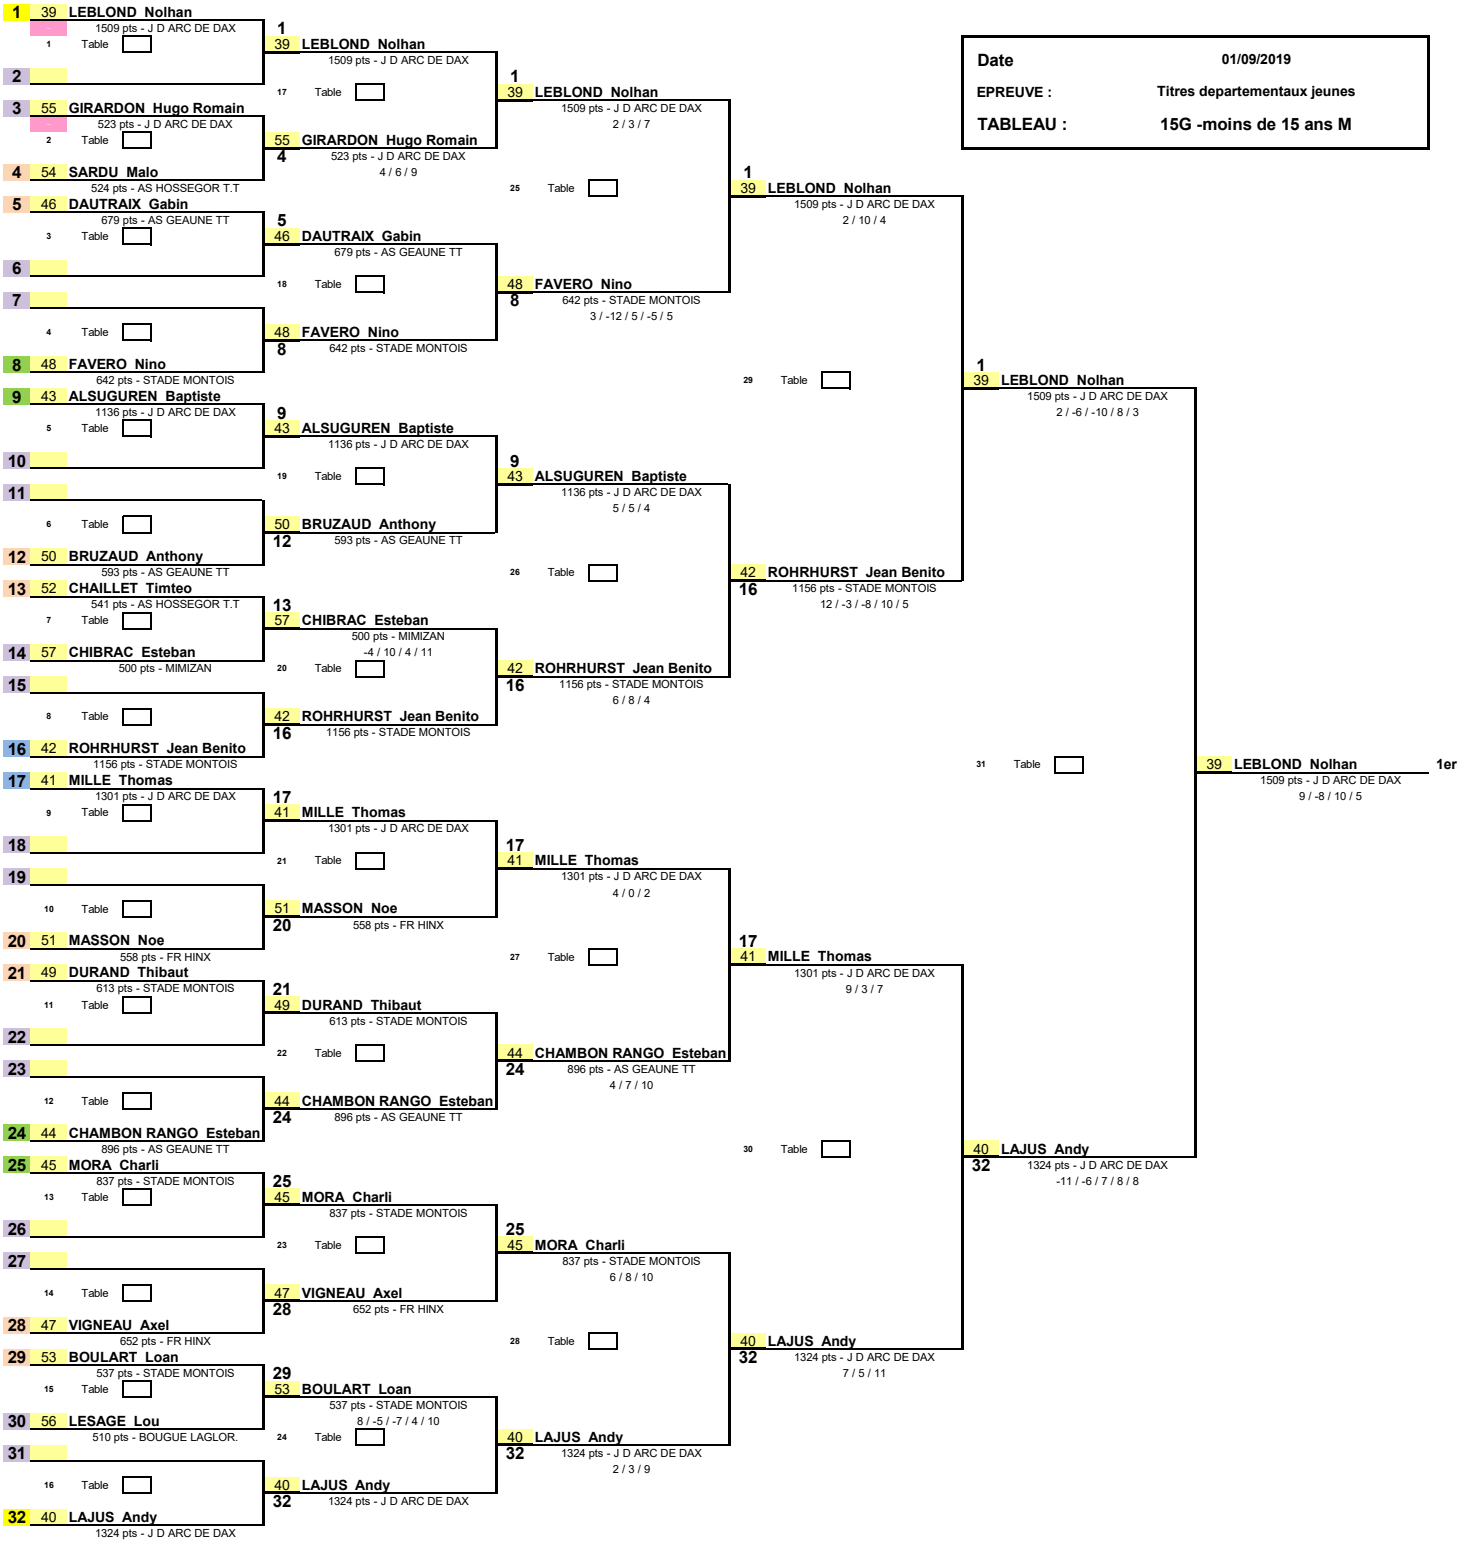 Date 01/09/2019
EPREUVE : Titres departementaux jeunes
TABLEAU : 15G -moins de 15 ans M
1 39 LEBLOND Nolhan
1509 pts - J D ARC DE DAX
1 Table
2
3 55 GIRARDON Hugo Romain
523 pts - J D ARC DE DAX
2 Table
4 54 SARDU Malo
524 pts - AS HOSSEGOR T.T
5 46 DAUTRAIX Gabin
679 pts - AS GEAUNE TT
3 Table
6
7
4 Table
8 48 FAVERO Nino
642 pts - STADE MONTOIS
9 43 ALSUGUREN Baptiste
1136 pts - J D ARC DE DAX
5 Table
10
11
6 Table
12 50 BRUZAUD Anthony
593 pts - AS GEAUNE TT
13 52 CHAILLET Timteo
541 pts - AS HOSSEGOR T.T
7 Table
14 57 CHIBRAC Esteban
500 pts - MIMIZAN
15
8 Table
16 42 ROHRHURST Jean Benito
1156 pts - STADE MONTOIS
17 41 MILLE Thomas
1301 pts - J D ARC DE DAX
9 Table
18
19
10 Table
20 51 MASSON Noe
558 pts - FR HINX
21 49 DURAND Thibaut
613 pts - STADE MONTOIS
11 Table
22
23
12 Table
24 44 CHAMBON RANGO Esteban
896 pts - AS GEAUNE TT
25 45 MORA Charli
837 pts - STADE MONTOIS
13 Table
26
27
14 Table
28 47 VIGNEAU Axel
652 pts - FR HINX
29 53 BOULART Loan
537 pts - STADE MONTOIS
15 Table
30 56 LESAGE Lou
510 pts - BOUGUE LAGLOR.
31
16 Table
32 40 LAJUS Andy
1324 pts - J D ARC DE DAX
1
39 LEBLOND Nolhan
1509 pts - J D ARC DE DAX
17 Table
55 GIRARDON Hugo Romain
4 523 pts - J D ARC DE DAX
4 / 6 / 9
5
46 DAUTRAIX Gabin
679 pts - AS GEAUNE TT
18 Table
48 FAVERO Nino
8 642 pts - STADE MONTOIS
9
43 ALSUGUREN Baptiste
1136 pts - J D ARC DE DAX
19 Table
50 BRUZAUD Anthony
12 593 pts - AS GEAUNE TT
13
57 CHIBRAC Esteban
500 pts - MIMIZAN
-4 / 10 / 4 / 11
20 Table
42 ROHRHURST Jean Benito
16 1156 pts - STADE MONTOIS
17
41 MILLE Thomas
1301 pts - J D ARC DE DAX
21 Table
51 MASSON Noe
20 558 pts - FR HINX
21
49 DURAND Thibaut
613 pts - STADE MONTOIS
22 Table
44 CHAMBON RANGO Esteban
24 896 pts - AS GEAUNE TT
25
45 MORA Charli
837 pts - STADE MONTOIS
23 Table
47 VIGNEAU Axel
28 652 pts - FR HINX
29
53 BOULART Loan
537 pts - STADE MONTOIS
8 / -5 / -7 / 4 / 10
24 Table
40 LAJUS Andy
32 1324 pts - J D ARC DE DAX
1
39 LEBLOND Nolhan
1509 pts - J D ARC DE DAX
2 / 3 / 7
25 Table
48 FAVERO Nino
8 642 pts - STADE MONTOIS
3 / -12 / 5 / -5 / 5
9
43 ALSUGUREN Baptiste
1136 pts - J D ARC DE DAX
5 / 5 / 4
26 Table
42 ROHRHURST Jean Benito
16 1156 pts - STADE MONTOIS
6 / 8 / 4
17
41 MILLE Thomas
1301 pts - J D ARC DE DAX
4 / 0 / 2
27 Table
44 CHAMBON RANGO Esteban
24 896 pts - AS GEAUNE TT
4 / 7 / 10
25
45 MORA Charli
837 pts - STADE MONTOIS
6 / 8 / 10
28 Table
40 LAJUS Andy
32 1324 pts - J D ARC DE DAX
2 / 3 / 9
1
39 LEBLOND Nolhan
1509 pts - J D ARC DE DAX
2 / 10 / 4
29 Table
42 ROHRHURST Jean Benito
16 1156 pts - STADE MONTOIS
12 / -3 / -8 / 10 / 5
17
41 MILLE Thomas
1301 pts - J D ARC DE DAX
9 / 3 / 7
30 Table
40 LAJUS Andy
32 1324 pts - J D ARC DE DAX
7 / 5 / 11
1
39 LEBLOND Nolhan
1509 pts - J D ARC DE DAX
2 / -6 / -10 / 8 / 3
31 Table
40 LAJUS Andy
32 1324 pts - J D ARC DE DAX
-11 / -6 / 7 / 8 / 8
39 LEBLOND Nolhan 1er
1509 pts - J D ARC DE DAX
9 / -8 / 10 / 5